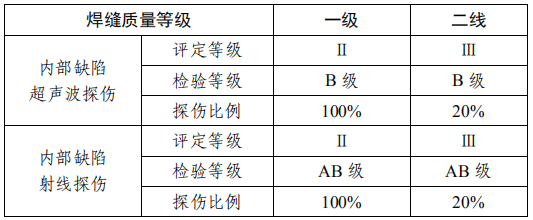 焊缝质量等级 一级 二线
内部缺陷
超声波探伤
评定等级 Ⅱ Ⅲ
检验等级 B 级 B 级
探伤比例 100% 20%
内部缺陷
射线探伤
评定等级 Ⅱ Ⅲ
检验等级 AB 级 AB 级
探伤比例 100% 20%